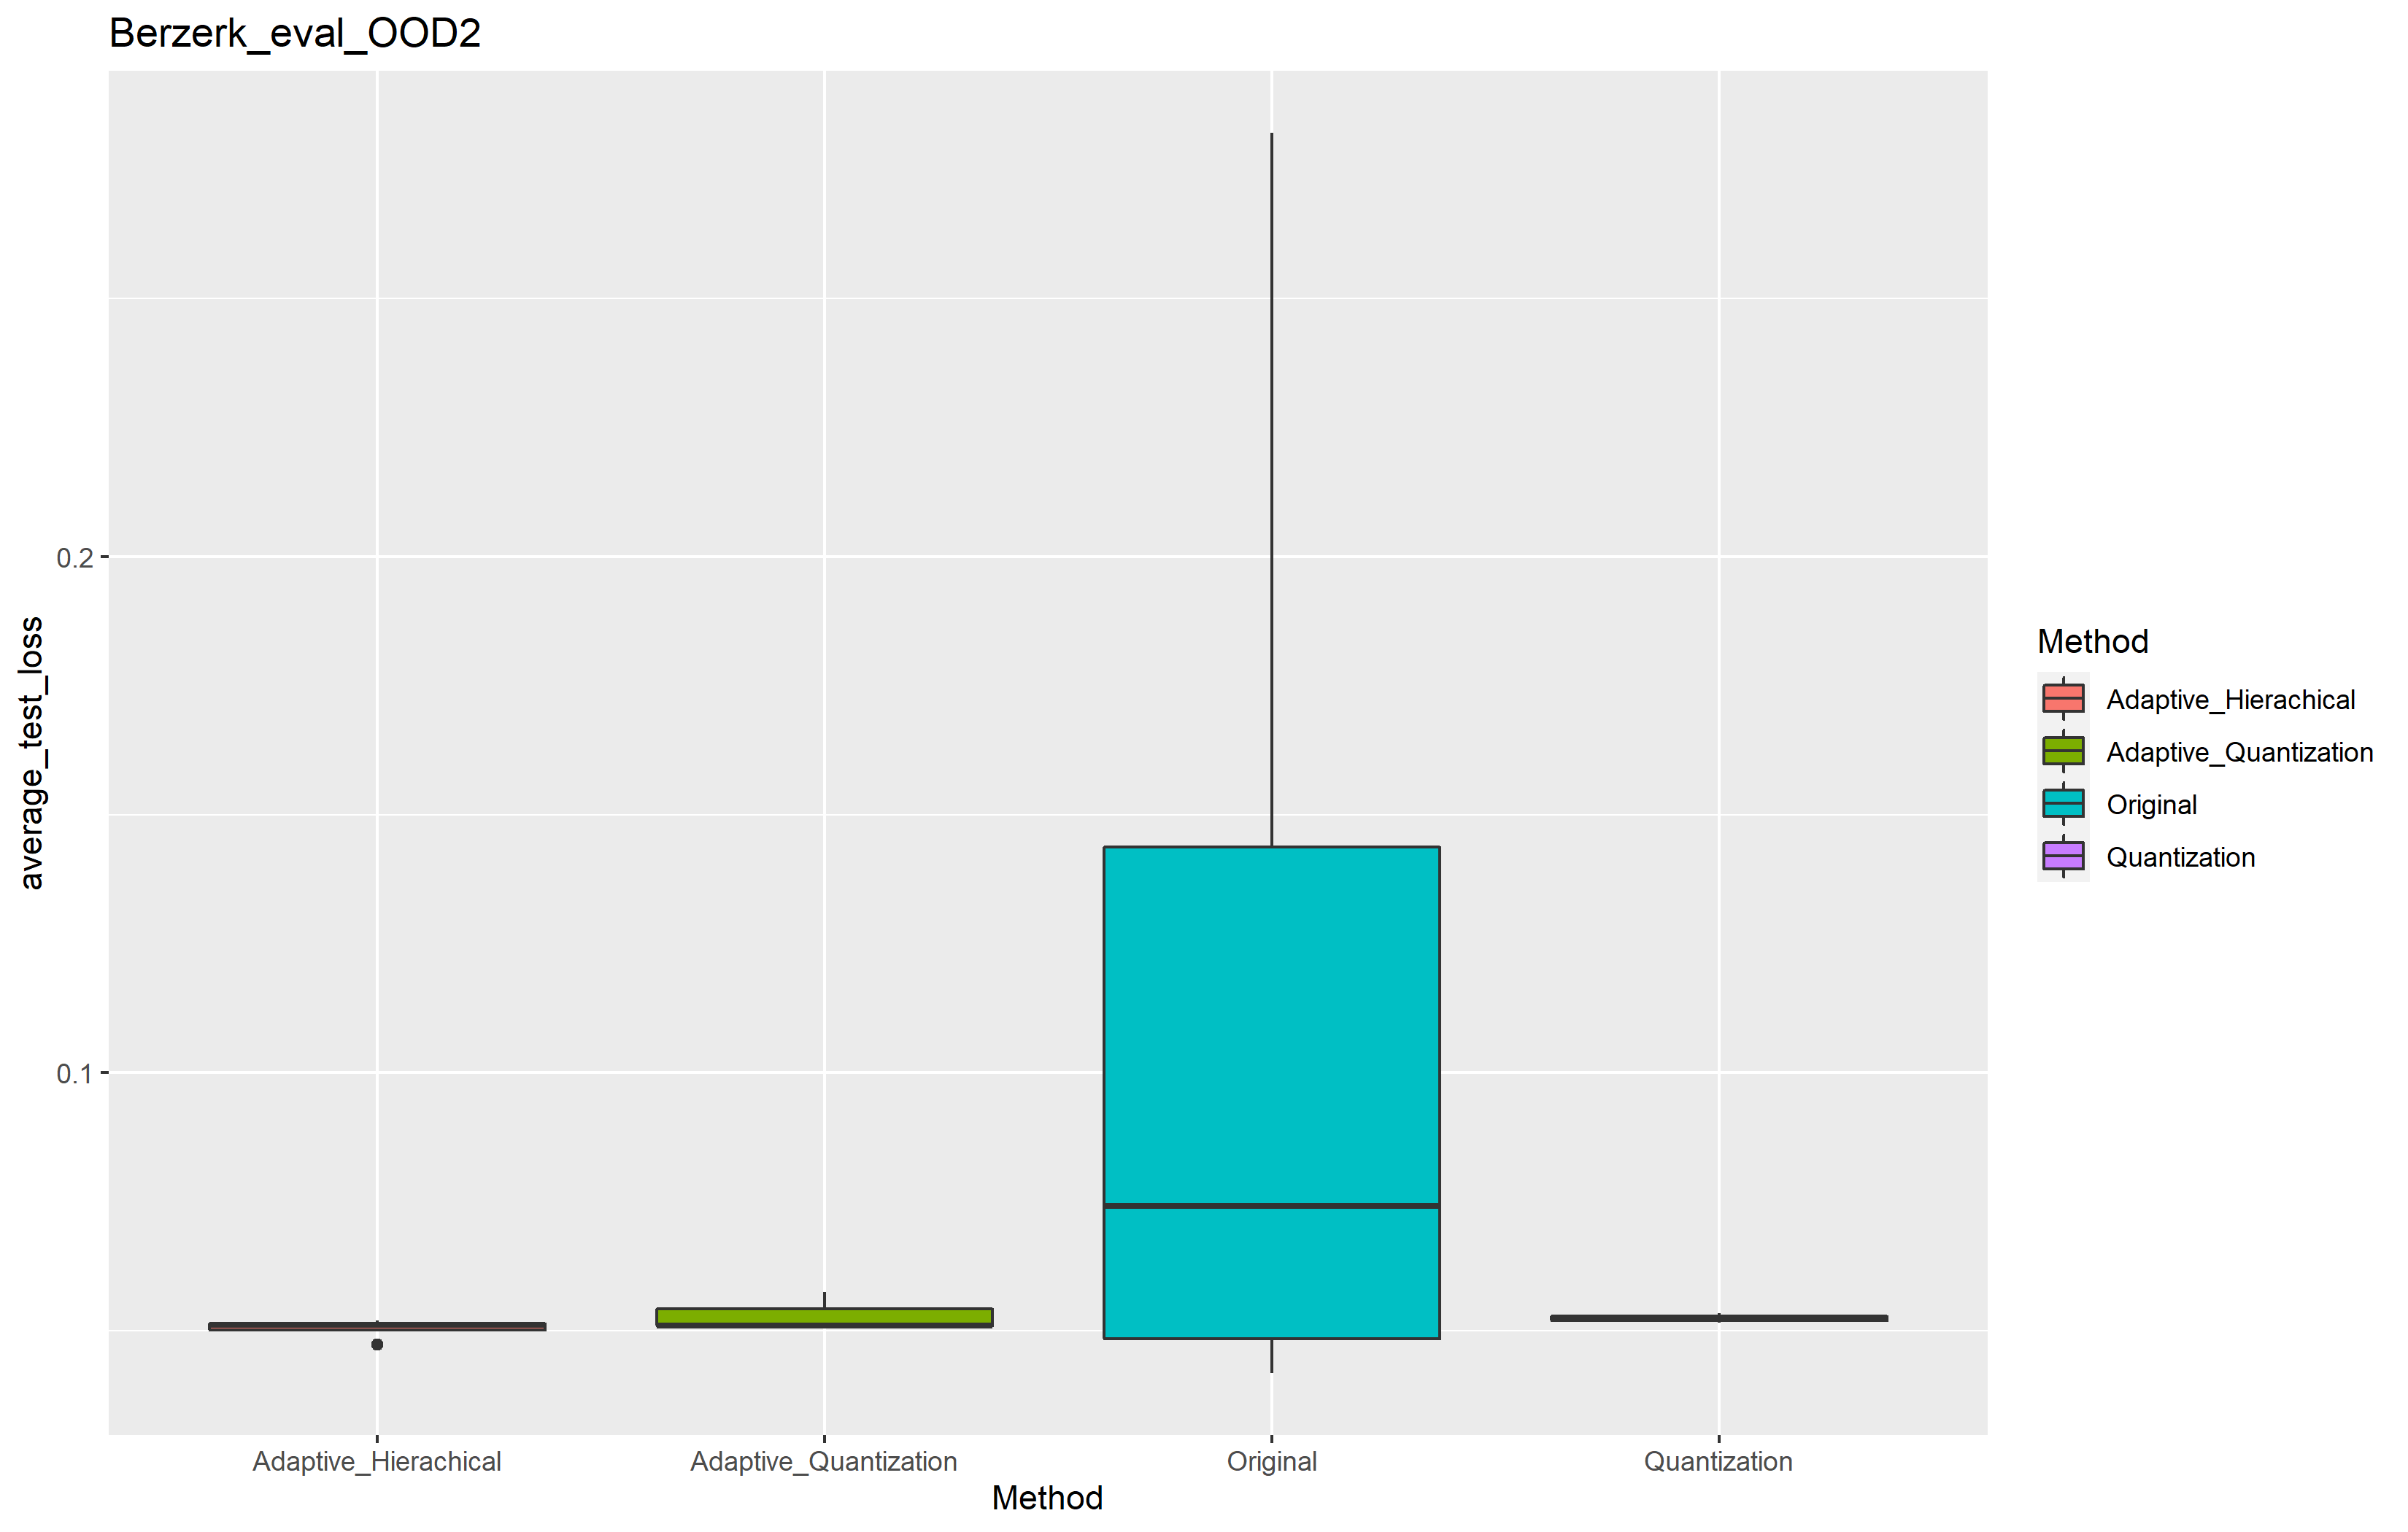 Berzerk_eval_OOD2
average_test_loss
0.2
0.1
Adaptive_Hierachical
Adaptive_Quantization
Original
Quantization
Method
Method
Adaptive_Hierachical
Adaptive_Quantization
Original
Quantization